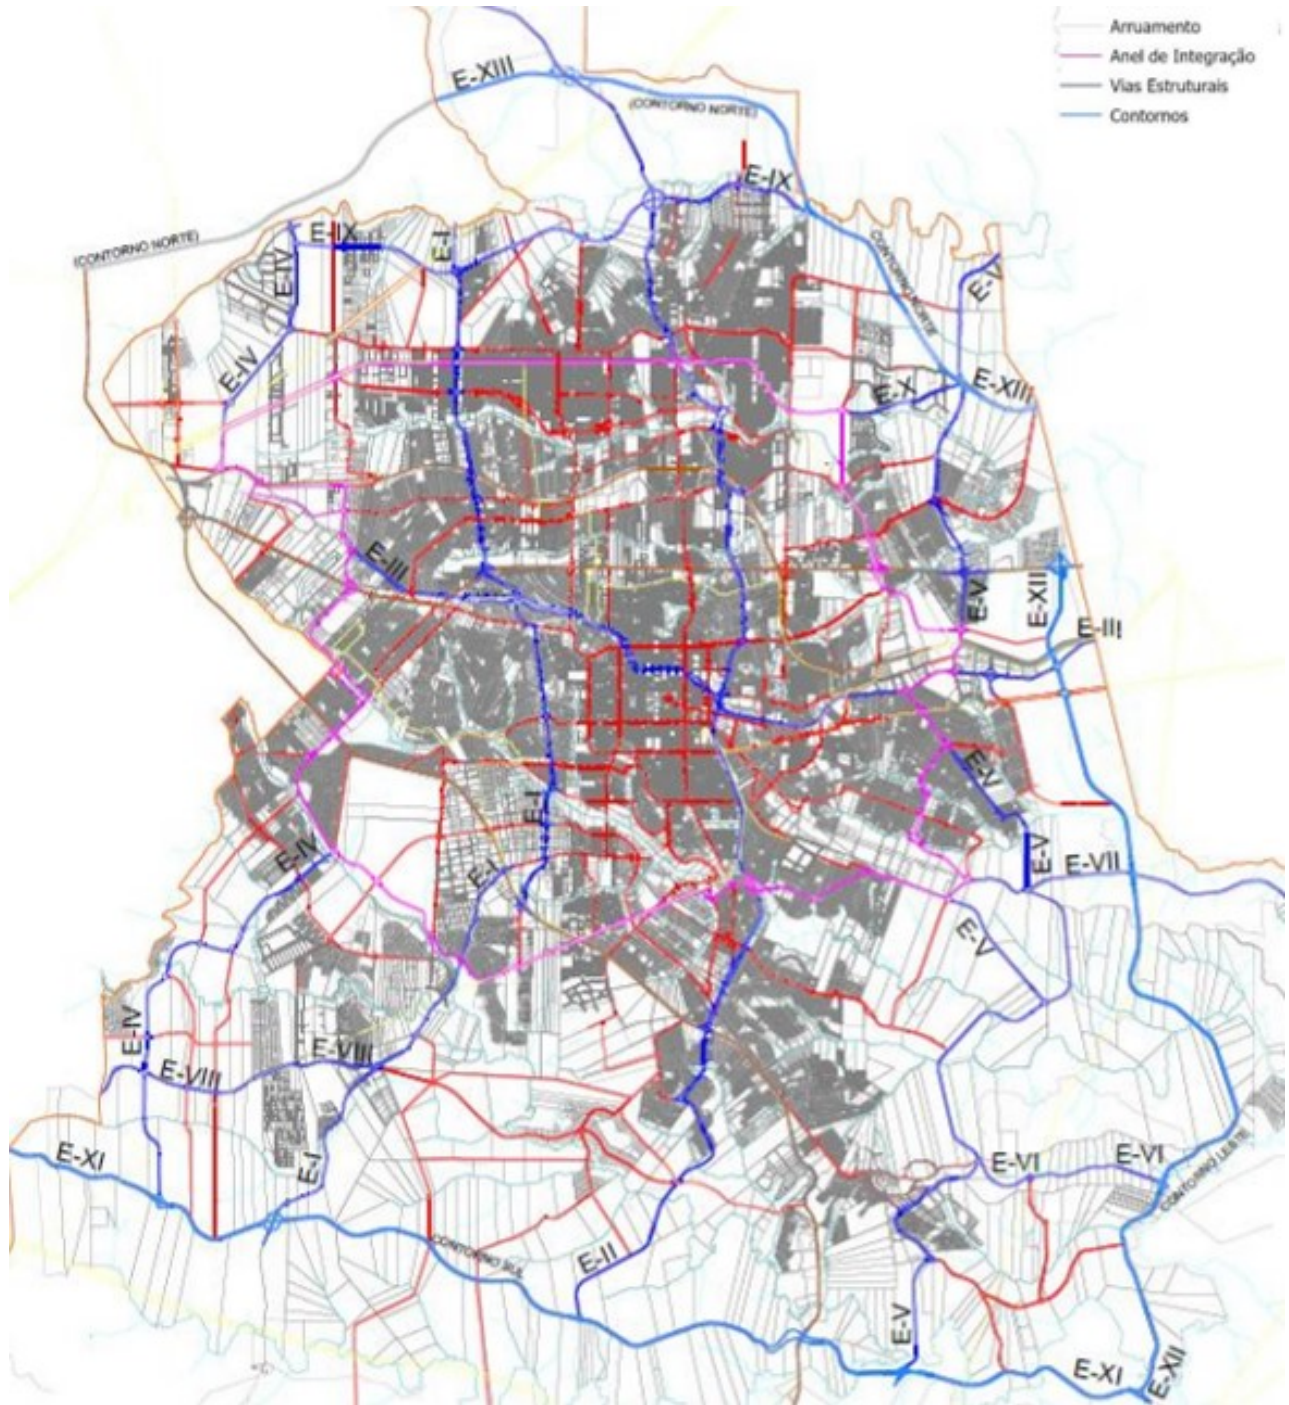 Arruamento
Anel de Integração
Vias Estruturais
Contornos
E-XIII
(CONTORNO NORTE)
E-IX
(CONTORNO NORTE)
E-IX
E-I
E-IV
CONTORNO NORTE
E-V
E-IV
E-X
E-XIII
E-III
E-V
E-XII
E-III
E-V
E-I
E-IV
E-I
E-V
E-VII
E-V
E-IV
E-VIII
E-VIII
E-XI
E-I
E-VI
E-VI
CONTORNO LESTE
CONTORNO SUL
E-II
E-V
E-XI
E-XII